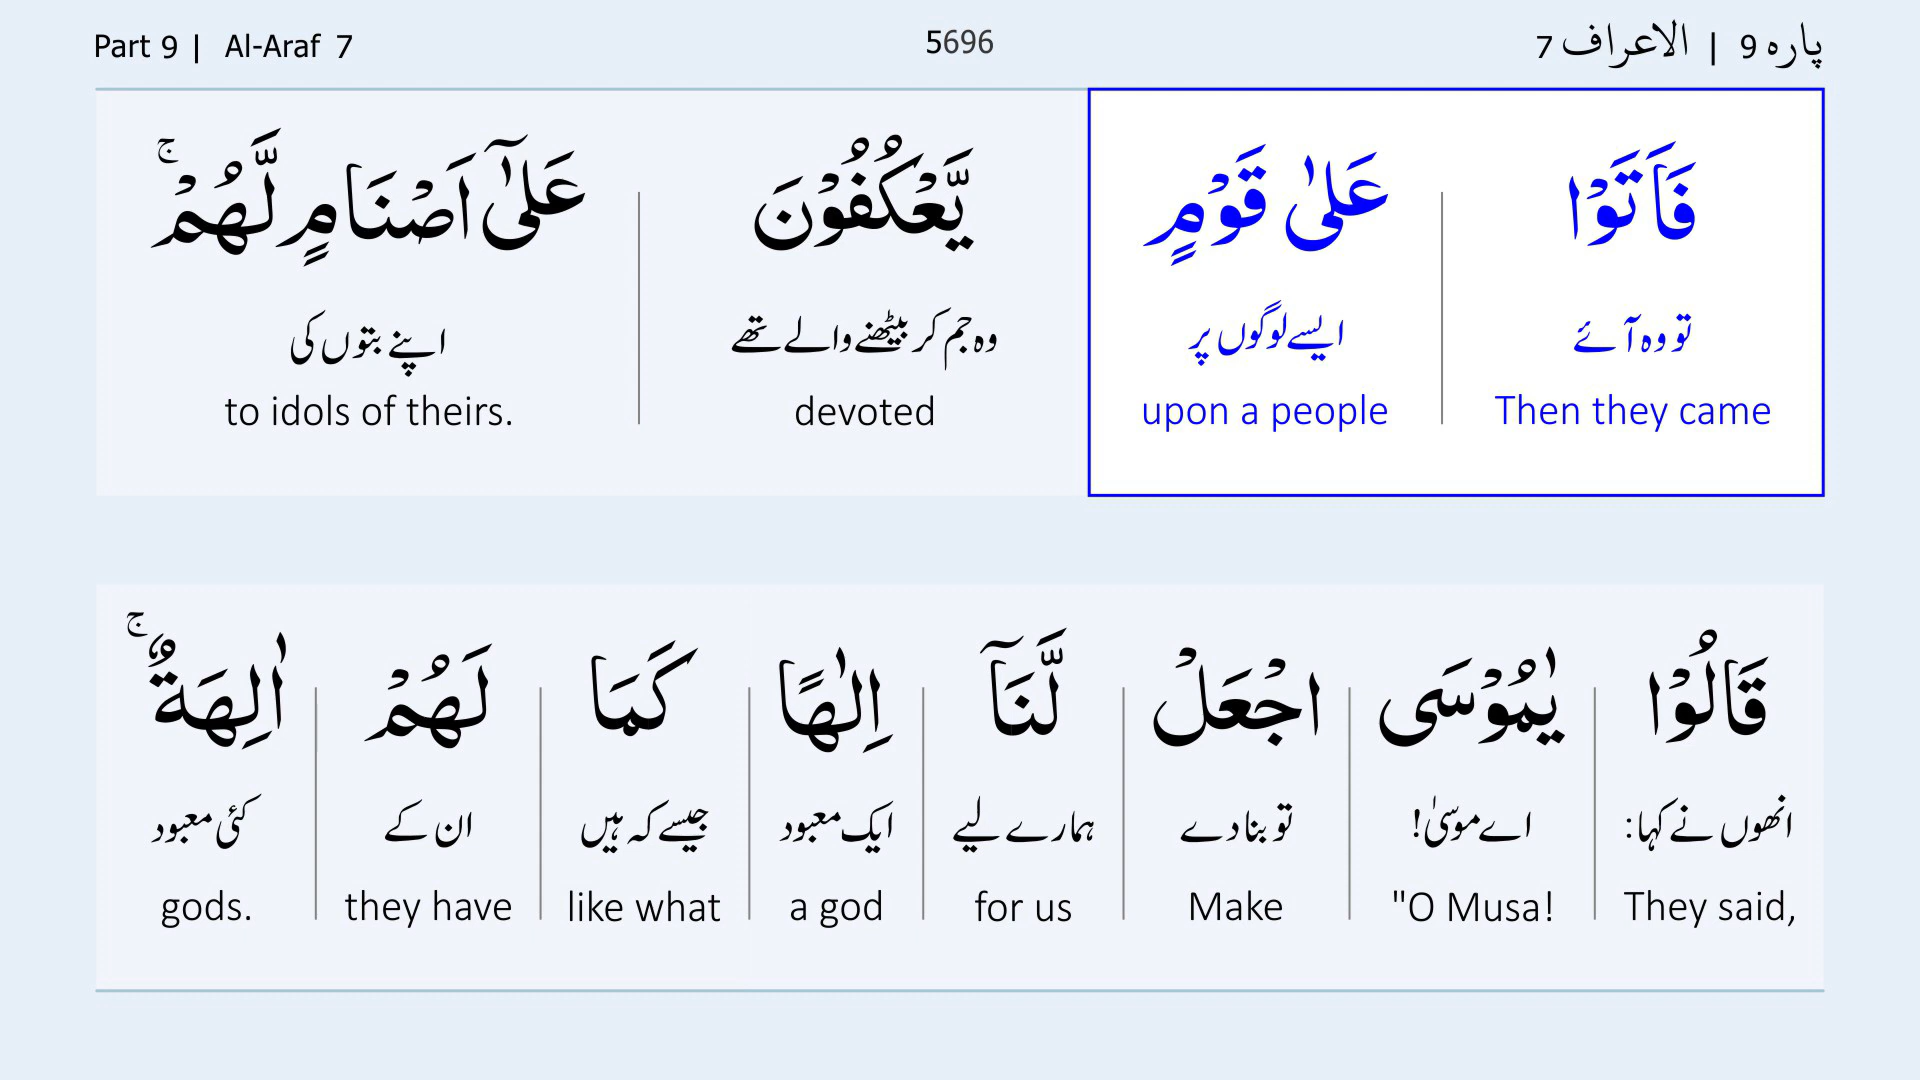 Part 9 | Al-Araf 7 5696 پارہ 9 | الاعراف 7
فَاَتَوْا عَلٰى قَوْمٍ يَّعْكُفُوْنَ عَلٰٓى اَصْنَامٍ لَّهُمْ ۚ
تو وہ آئے ایسے لوگوں پر وہ جم کر بیٹھنے والے تھے اپنے بتوں کی
Then they came upon a people devoted to idols of theirs.
قَالُوْا يٰمُوْسَى اجْعَلْ لَّنَآ اِلٰهًا كَمَا لَهُمْ اٰلِهَةٌ ۚ
انھوں نے کہا: اے موسیٰ! تو بنا دے ہمارے لیے ایک معبود جیسے کہ ہیں ان کے کئی معبود
They said, "O Musa! Make for us a god like what they have gods.